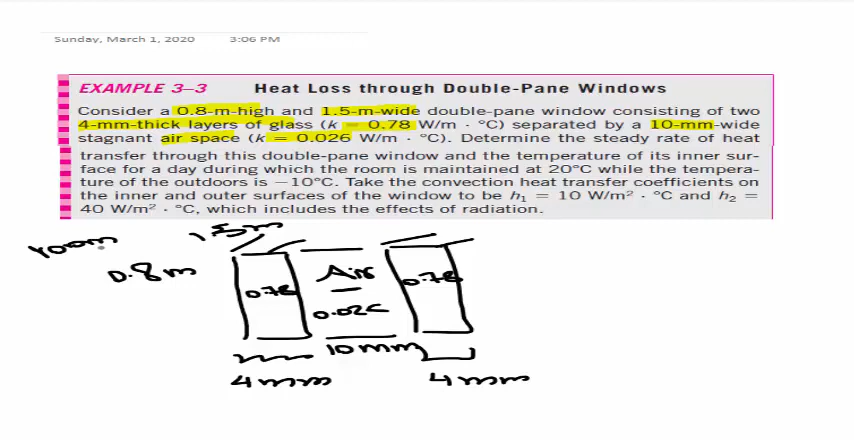 Sunday, March 1, 2020 3:06 PM
EXAMPLE 3–3 Heat Loss through Double-Pane Windows
Consider a 0.8-m-high and 1.5-m-wide double-pane window consisting of two
4-mm-thick layers of glass (k = 0.78 W/m · °C) separated by a 10-mm-wide
stagnant air space (k = 0.026 W/m · °C). Determine the steady rate of heat
transfer through this double-pane window and the temperature of its inner sur-
face for a day during which the room is maintained at 20°C while the tempera-
ture of the outdoors is −10°C. Take the convection heat transfer coefficients on
the inner and outer surfaces of the window to be h₁ = 10 W/m² · °C and h₂ =
40 W/m² · °C, which includes the effects of radiation.
room 1.5m
0.8m Air 0.78
0.78 0.026
10mm
4mm 4mm